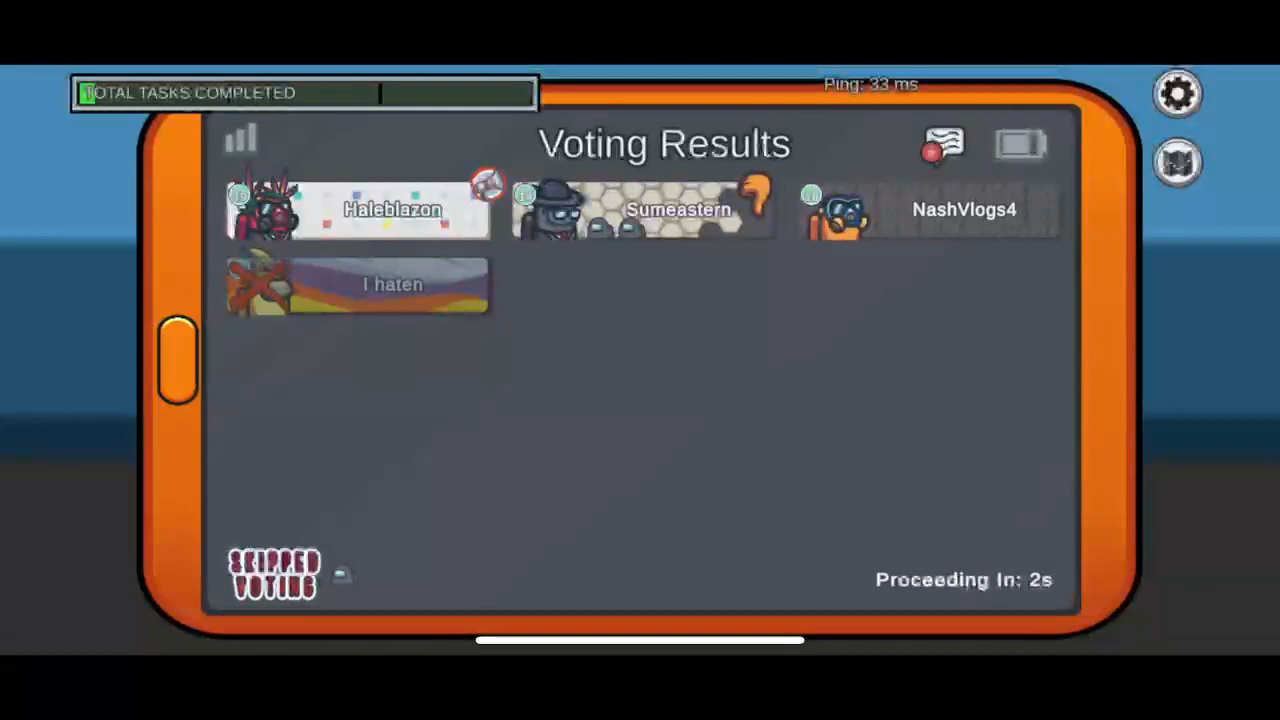 TOTAL TASKS COMPLETED
Ping: 33 ms
Voting Results
Haleblazon
Sumeastern
NashVlogs4
I haten
SKIPPED
VOTING
Proceeding In: 2s